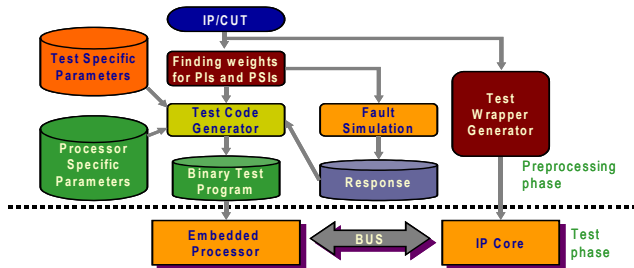 IP/CUT
Test Specific
Parameters
Finding weights
for PIs and PSIs
Test Code
Generator
Fault
Simulation
Test
Wrapper
Generator
Processor
Specific
Parameters
Binary Test
Program
Response
Preprocessing
phase
Embedded
Processor
BUS
IP Core
Test
phase